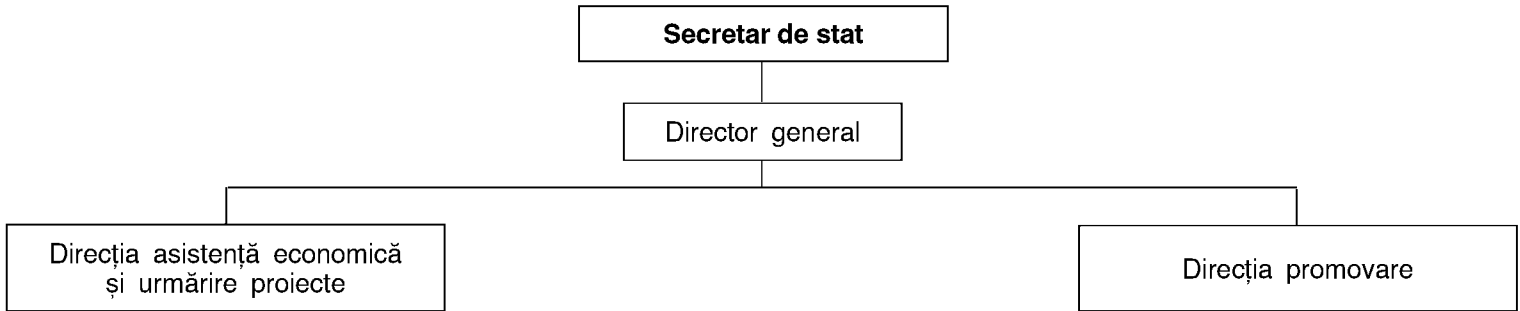 Secretar de stat
Director general
Direcția asistență economică
și urmărire proiecte
Direcția promovare